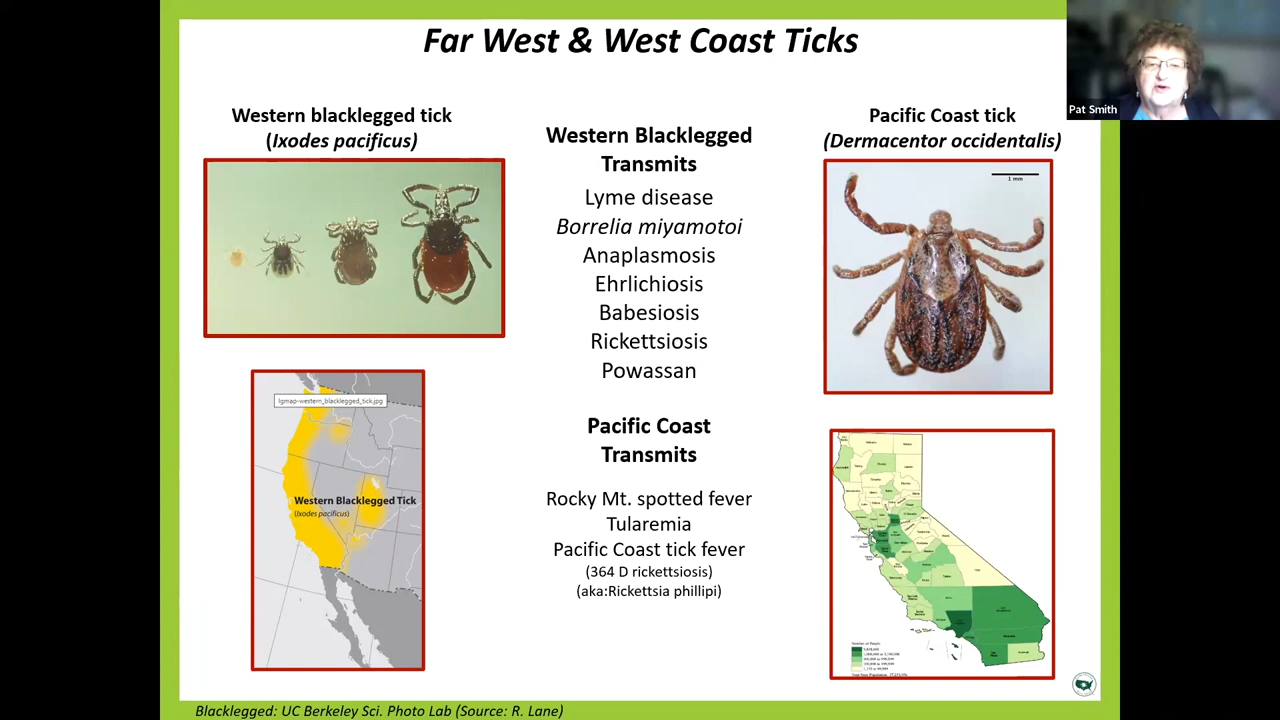 Far West & West Coast Ticks
Pat Smith
Western blacklegged tick
(Ixodes pacificus)
Western Blacklegged
Transmits
Lyme disease
Borrelia miyamotoi
Anaplasmosis
Ehrlichiosis
Babesiosis
Rickettsiosis
Powassan
Pacific Coast
Transmits
Rocky Mt. spotted fever
Tularemia
Pacific Coast tick fever
(364 D rickettsiosis)
(aka:Rickettsia phillipi)
Pacific Coast tick
(Dermacentor occidentalis)
1 mm
lgmap-western_blacklegged_tick.jpg
Western Blacklegged Tick
(Ixodes pacificus)
Number of People
Blacklegged: UC Berkeley Sci. Photo Lab (Source: R. Lane)